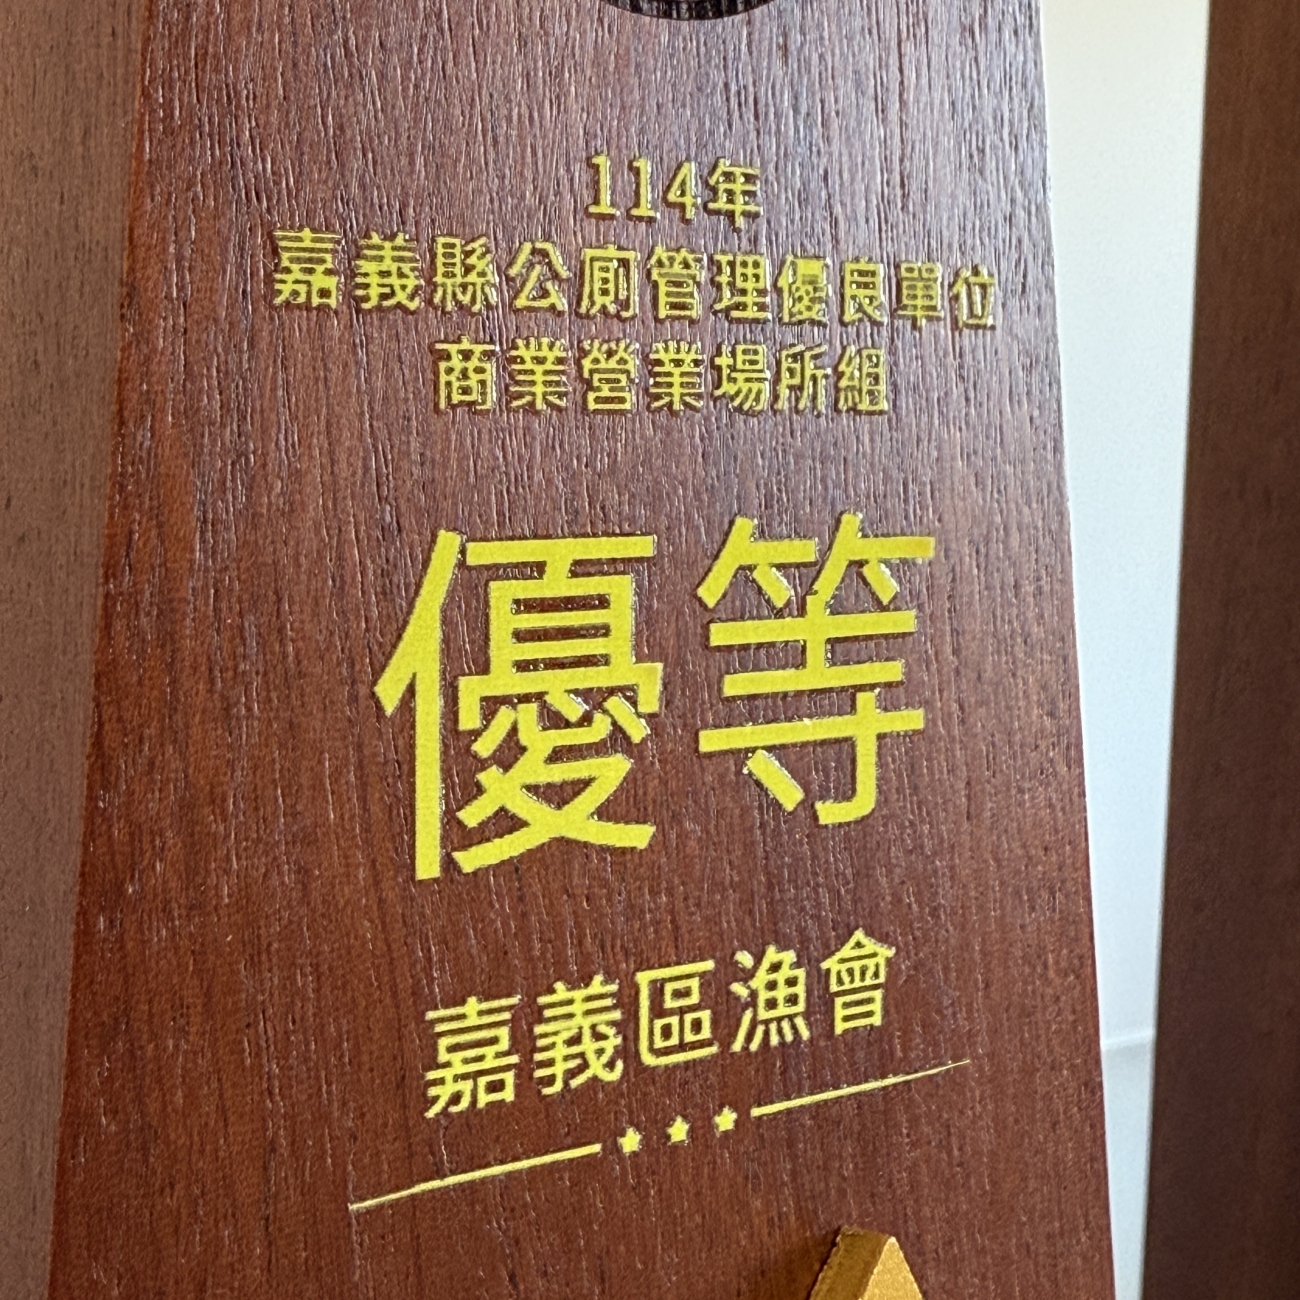 114年
嘉義縣公廁管理優良單位
商業營業場所組
優等
嘉義區漁會